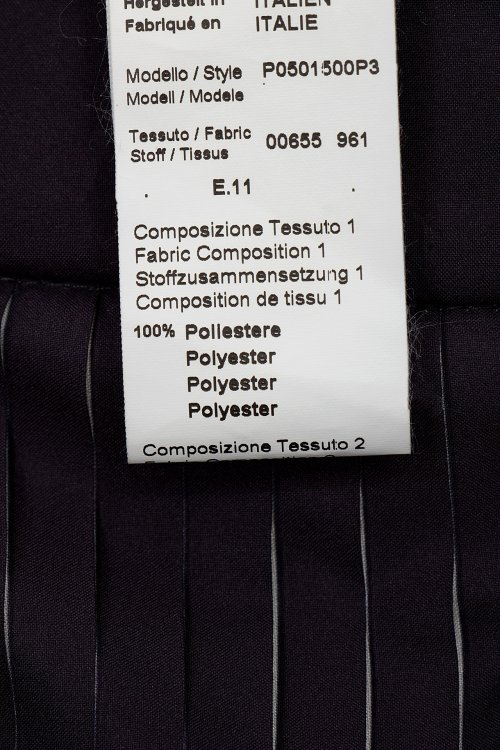 Hergestellt in ITALIEN
Fabriqué en ITALIE
Modello / Style P0501500P3
Modell / Modele
Tessuto / Fabric 00655 961
Stoff / Tissus
. E.11 .
Composizione Tessuto 1
Fabric Composition 1
Stoffzusammensetzung 1
Composition de tissu 1
100% Poliestere
Polyester
Polyester
Polyester
Composizione Tessuto 2